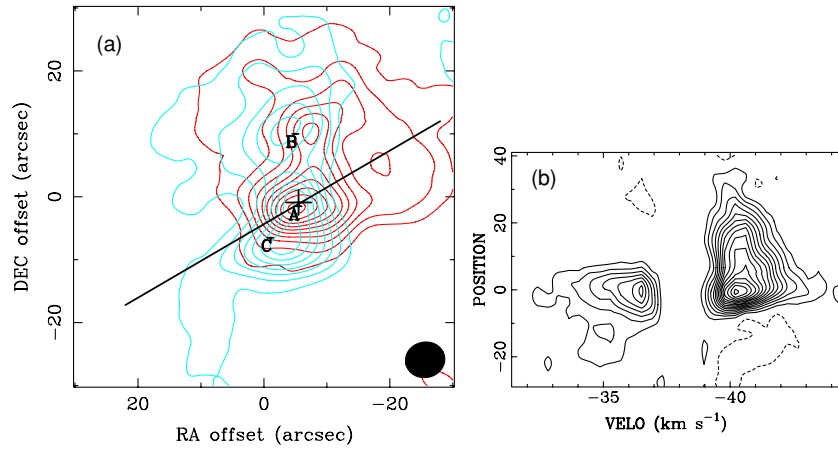 (a)
20
0
−20
DEC offset (arcsec)
B
A
C
20
0
−20
RA offset (arcsec)
(b)
40
20
0
−20
POSITION
−35
−40
VELO (km s⁻¹)